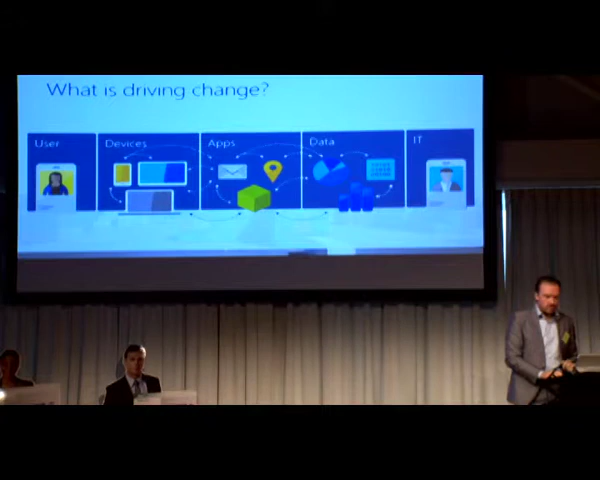 What is driving change?
User
Devices
Apps
Data
IT